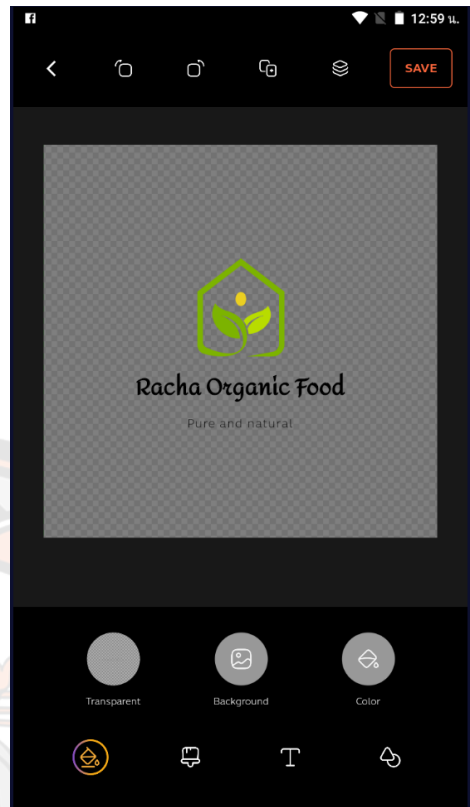 12:59 น.
SAVE
Racha Organic Food
Pure and natural
Transparent
Background
Color